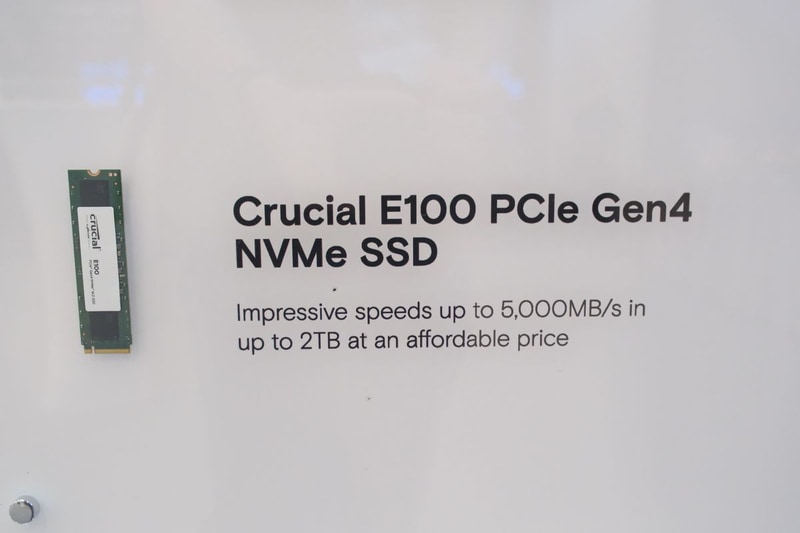 Crucial E100 PCIe Gen4
NVMe SSD
Impressive speeds up to 5,000MB/s in
up to 2TB at an affordable price
crucial
E100